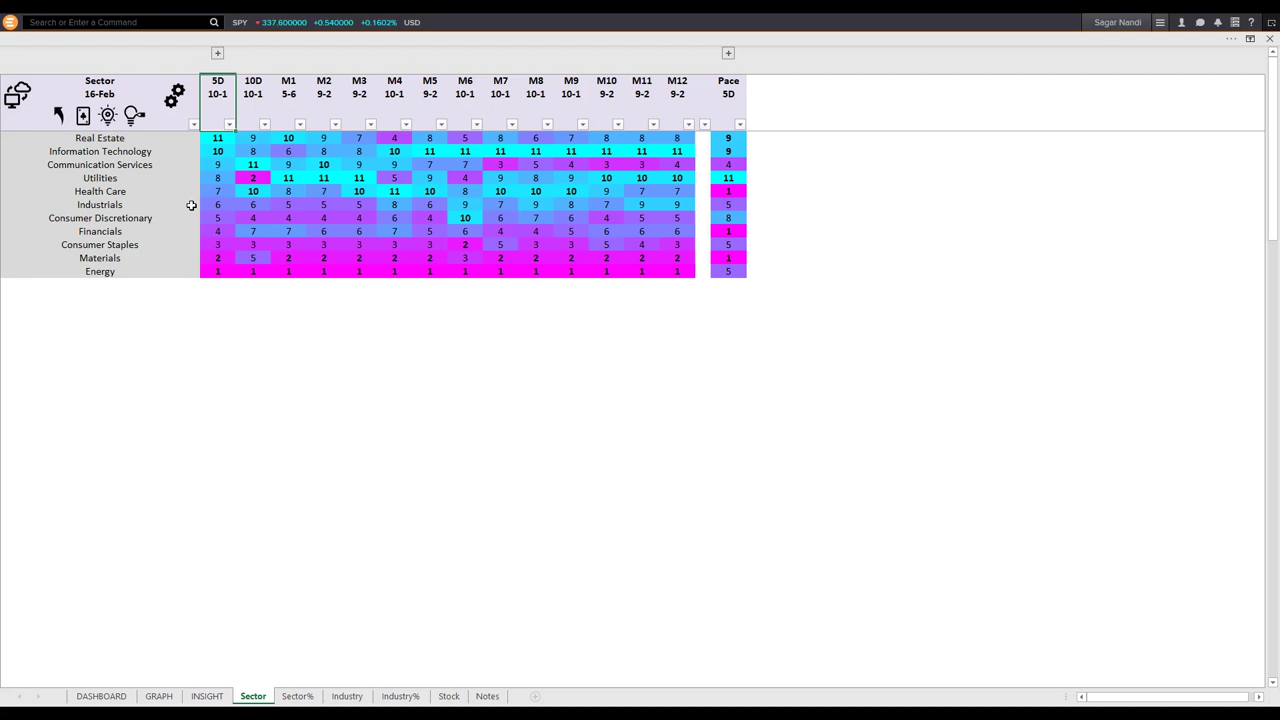 Search or Enter a Command SPY 337.600000 +0.540000 +0.1602% USD Sagar Nandi
Sector 5D 10D M1 M2 M3 M4 M5 M6 M7 M8 M9 M10 M11 M12 Pace
16-Feb 10-1 10-1 5-6 9-2 9-2 10-1 9-2 10-1 10-1 10-1 10-1 9-2 9-2 9-2 5D
Real Estate 11 9 10 9 7 4 8 5 8 6 7 8 8 8 9
Information Technology 10 8 6 8 8 10 11 11 11 11 11 11 11 11 9
Communication Services 9 11 9 10 9 9 7 7 3 5 4 3 3 4 4
Utilities 8 2 11 11 11 5 9 4 9 8 9 10 10 10 11
Health Care 7 10 8 7 10 11 10 8 10 10 10 9 7 7 1
Industrials 6 6 5 5 5 8 6 9 7 9 8 7 9 9 5
Consumer Discretionary 5 4 4 4 4 6 4 10 6 7 6 4 5 5 8
Financials 4 7 7 6 6 7 5 6 4 4 5 6 6 6 1
Consumer Staples 3 3 3 3 3 3 3 2 5 3 3 5 4 3 5
Materials 2 5 2 2 2 2 2 3 2 2 2 2 2 2 1
Energy 1 1 1 1 1 1 1 1 1 1 1 1 1 1 5
DASHBOARD GRAPH INSIGHT Sector Sector% Industry Industry% Stock Notes